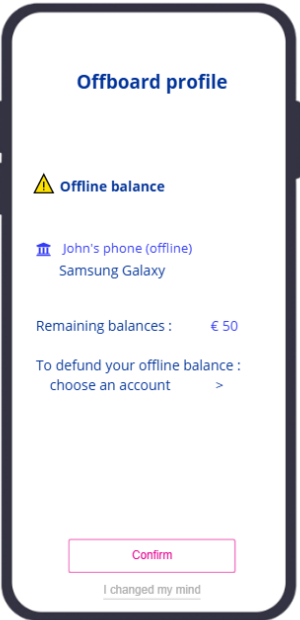 Offboard profile
Offline balance
John's phone (offline)
Samsung Galaxy
Remaining balances : € 50
To defund your offline balance :
choose an account >
Confirm
I changed my mind